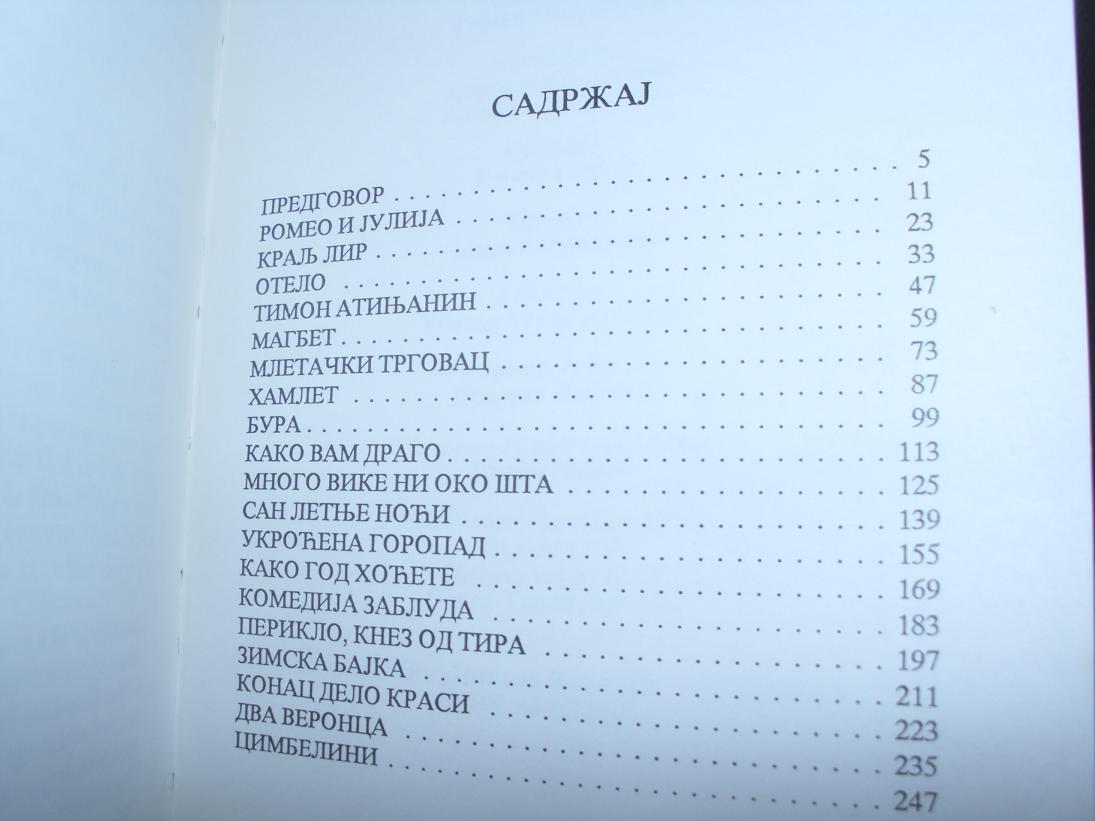 САДРЖАЈ
ПРЕДГОВОР . . . . . . . . . . . . . . . . . . . . . . . . 5
РОМЕО И ЈУЛИЈА . . . . . . . . . . . . . . . . . . . . . 11
КРАЉ ЛИР . . . . . . . . . . . . . . . . . . . . . . . . 23
ОТЕЛО . . . . . . . . . . . . . . . . . . . . . . . . . 33
ТИМОН АТИЊАНИН . . . . . . . . . . . . . . . . . . . . 47
МАГБЕТ . . . . . . . . . . . . . . . . . . . . . . . . . 59
МЛЕТАЧКИ ТРГОВАЦ . . . . . . . . . . . . . . . . . . . 73
ХАМЛЕТ . . . . . . . . . . . . . . . . . . . . . . . . . 87
БУРА . . . . . . . . . . . . . . . . . . . . . . . . . . 99
КАКО ВАМ ДРАГО . . . . . . . . . . . . . . . . . . . . 113
МНОГО ВИКЕ НИ ОКО ШТА . . . . . . . . . . . . . . . . 125
САН ЛЕТЊЕ НОЋИ . . . . . . . . . . . . . . . . . . . . 139
УКРОЋЕНА ГОРОПАД . . . . . . . . . . . . . . . . . . . 155
КАКО ГОД ХОЋЕТЕ . . . . . . . . . . . . . . . . . . . 169
КОМЕДИЈА ЗАБЛУДА . . . . . . . . . . . . . . . . . . . 183
ПЕРИКЛО, КНЕЗ ОД ТИРА . . . . . . . . . . . . . . . . 197
ЗИМСКА БАЈКА . . . . . . . . . . . . . . . . . . . . . 211
КОНАЦ ДЕЛО КРАСИ . . . . . . . . . . . . . . . . . . . 223
ДВА ВЕРОНЦА . . . . . . . . . . . . . . . . . . . . . . 235
ЦИМБЕЛИНИ . . . . . . . . . . . . . . . . . . . . . . . 247